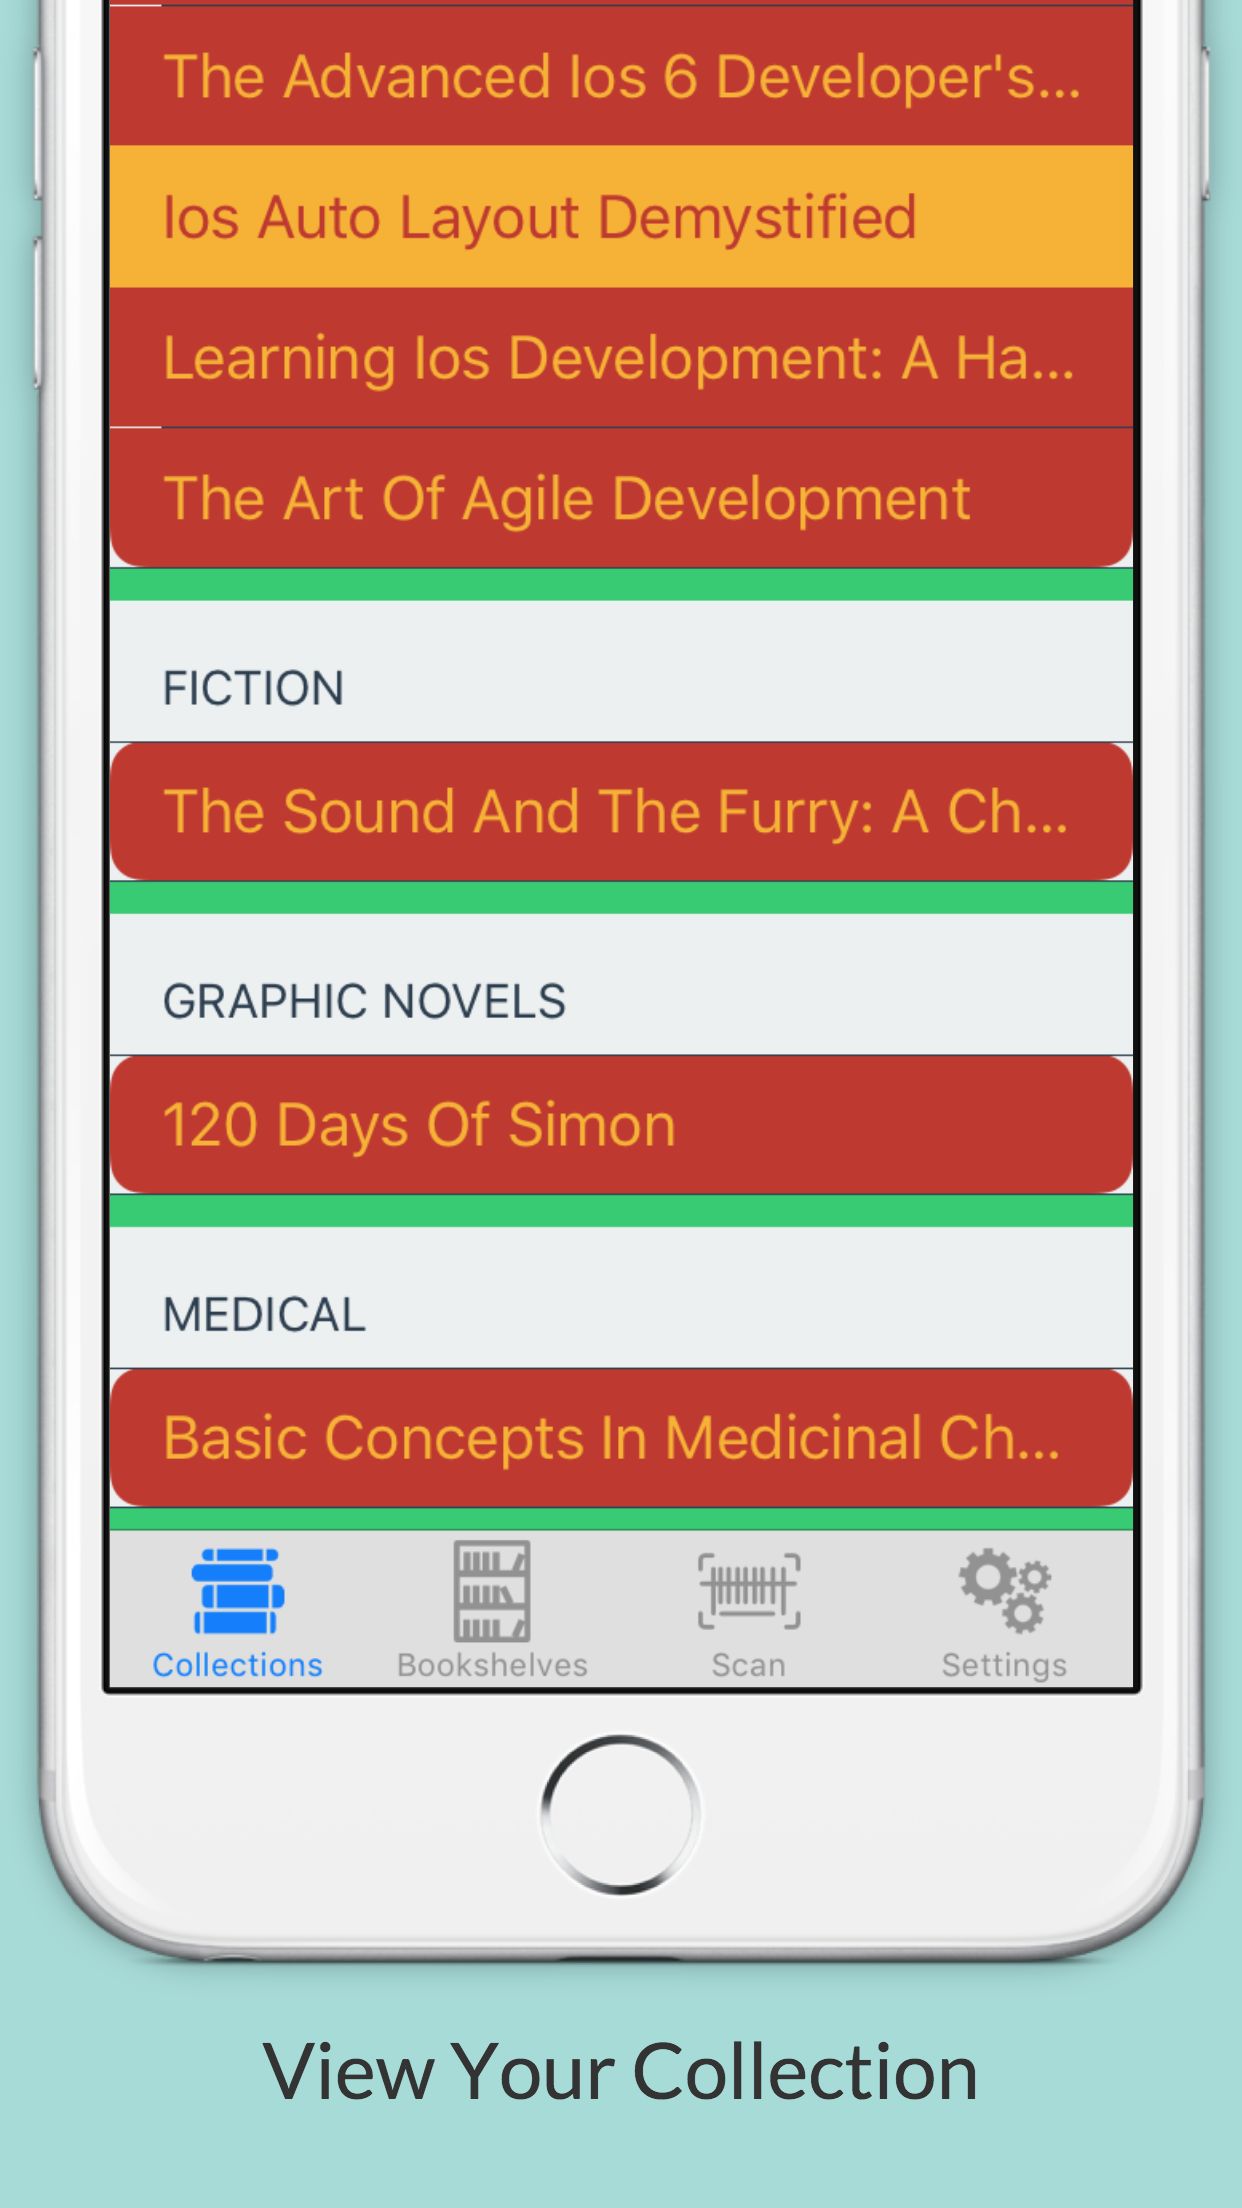 The Advanced Ios 6 Developer's...
Ios Auto Layout Demystified
Learning Ios Development: A Ha...
The Art Of Agile Development
FICTION
The Sound And The Furry: A Ch...
GRAPHIC NOVELS
120 Days Of Simon
MEDICAL
Basic Concepts In Medicinal Ch...
Collections
Bookshelves
Scan
Settings
View Your Collection